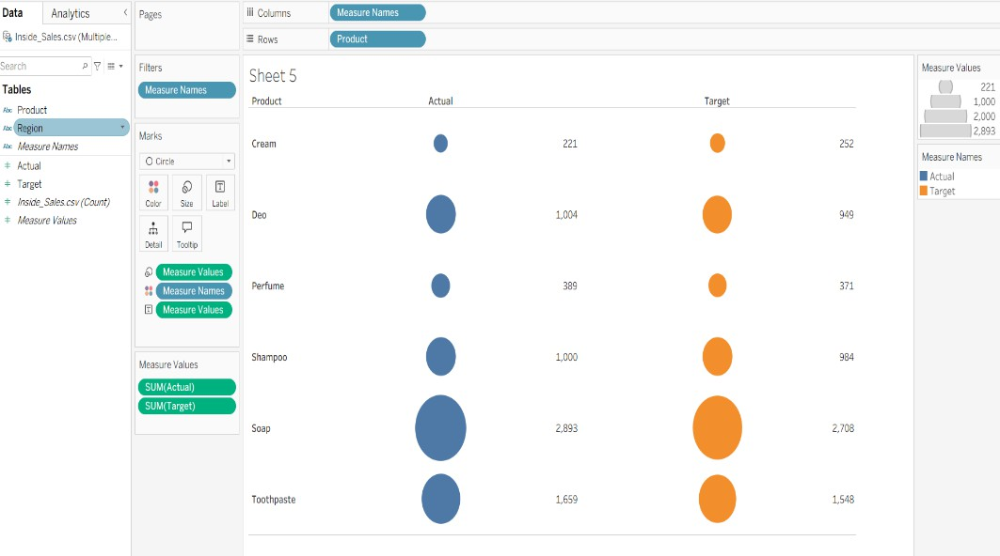 Data
Analytics
Inside_Sales.csv (Multiple...
Search
Tables
Abc Product
Abc Region
Abc Measure Names
Actual
Target
Inside_Sales.csv (Count)
Measure Values
Pages
Filters
Measure Names
Marks
Circle
Color Size Label
Detail Tooltip
Measure Values
Measure Names
Measure Values
Measure Values
SUM(Actual)
SUM(Target)
Columns Measure Names
Rows Product
Sheet 5
Product Actual Target
Cream 221 252
Deo 1,004 949
Perfume 389 371
Shampoo 1,000 984
Soap 2,893 2,708
Toothpaste 1,659 1,548
Measure Values
221
1,000
2,000
2,893
Measure Names
Actual
Target